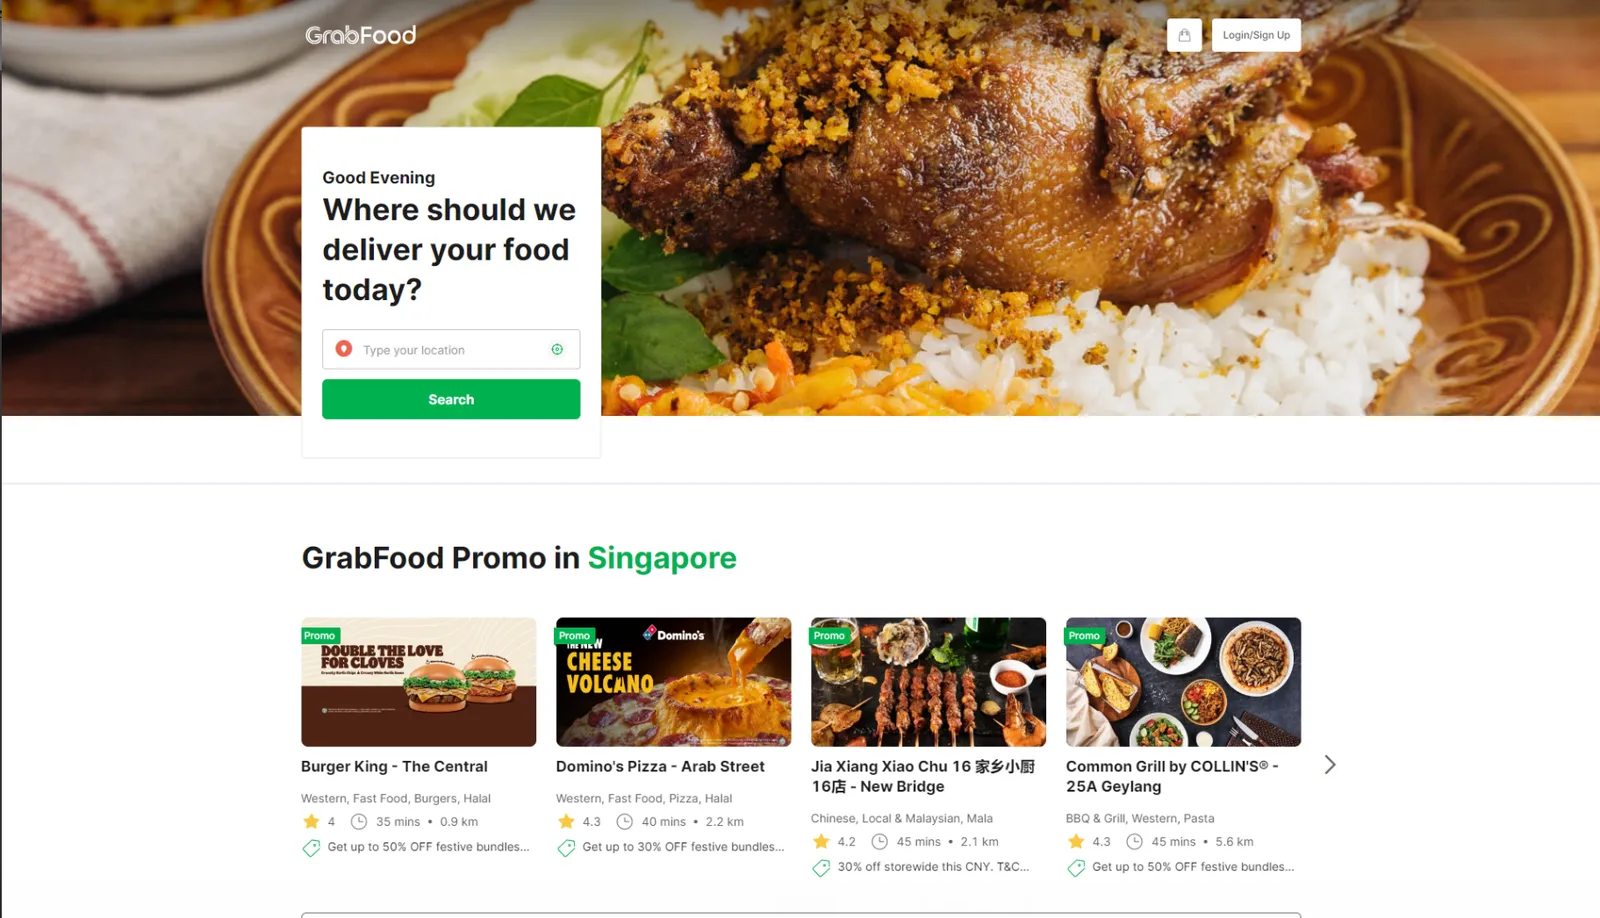 GrabFood
Login/Sign Up
Good Evening
Where should we
deliver your food
today?
Type your location
Search
GrabFood Promo in Singapore
Promo
DOUBLE THE LOVE
FOR CLOVES
Burger King - The Central
Western, Fast Food, Burgers, Halal
4 35 mins • 0.9 km
Get up to 50% OFF festive bundles...
Promo
Domino's
THE NEW
CHEESE
VOLCANO
Domino's Pizza - Arab Street
Western, Fast Food, Pizza, Halal
4.3 40 mins • 2.2 km
Get up to 30% OFF festive bundles...
Promo
Jia Xiang Xiao Chu 16 家乡小厨
16店 - New Bridge
Chinese, Local & Malaysian, Mala
4.2 45 mins • 2.1 km
30% off storewide this CNY. T&C...
Promo
Common Grill by COLLIN'S® -
25A Geylang
BBQ & Grill, Western, Pasta
4.3 45 mins • 5.6 km
Get up to 50% OFF festive bundles...